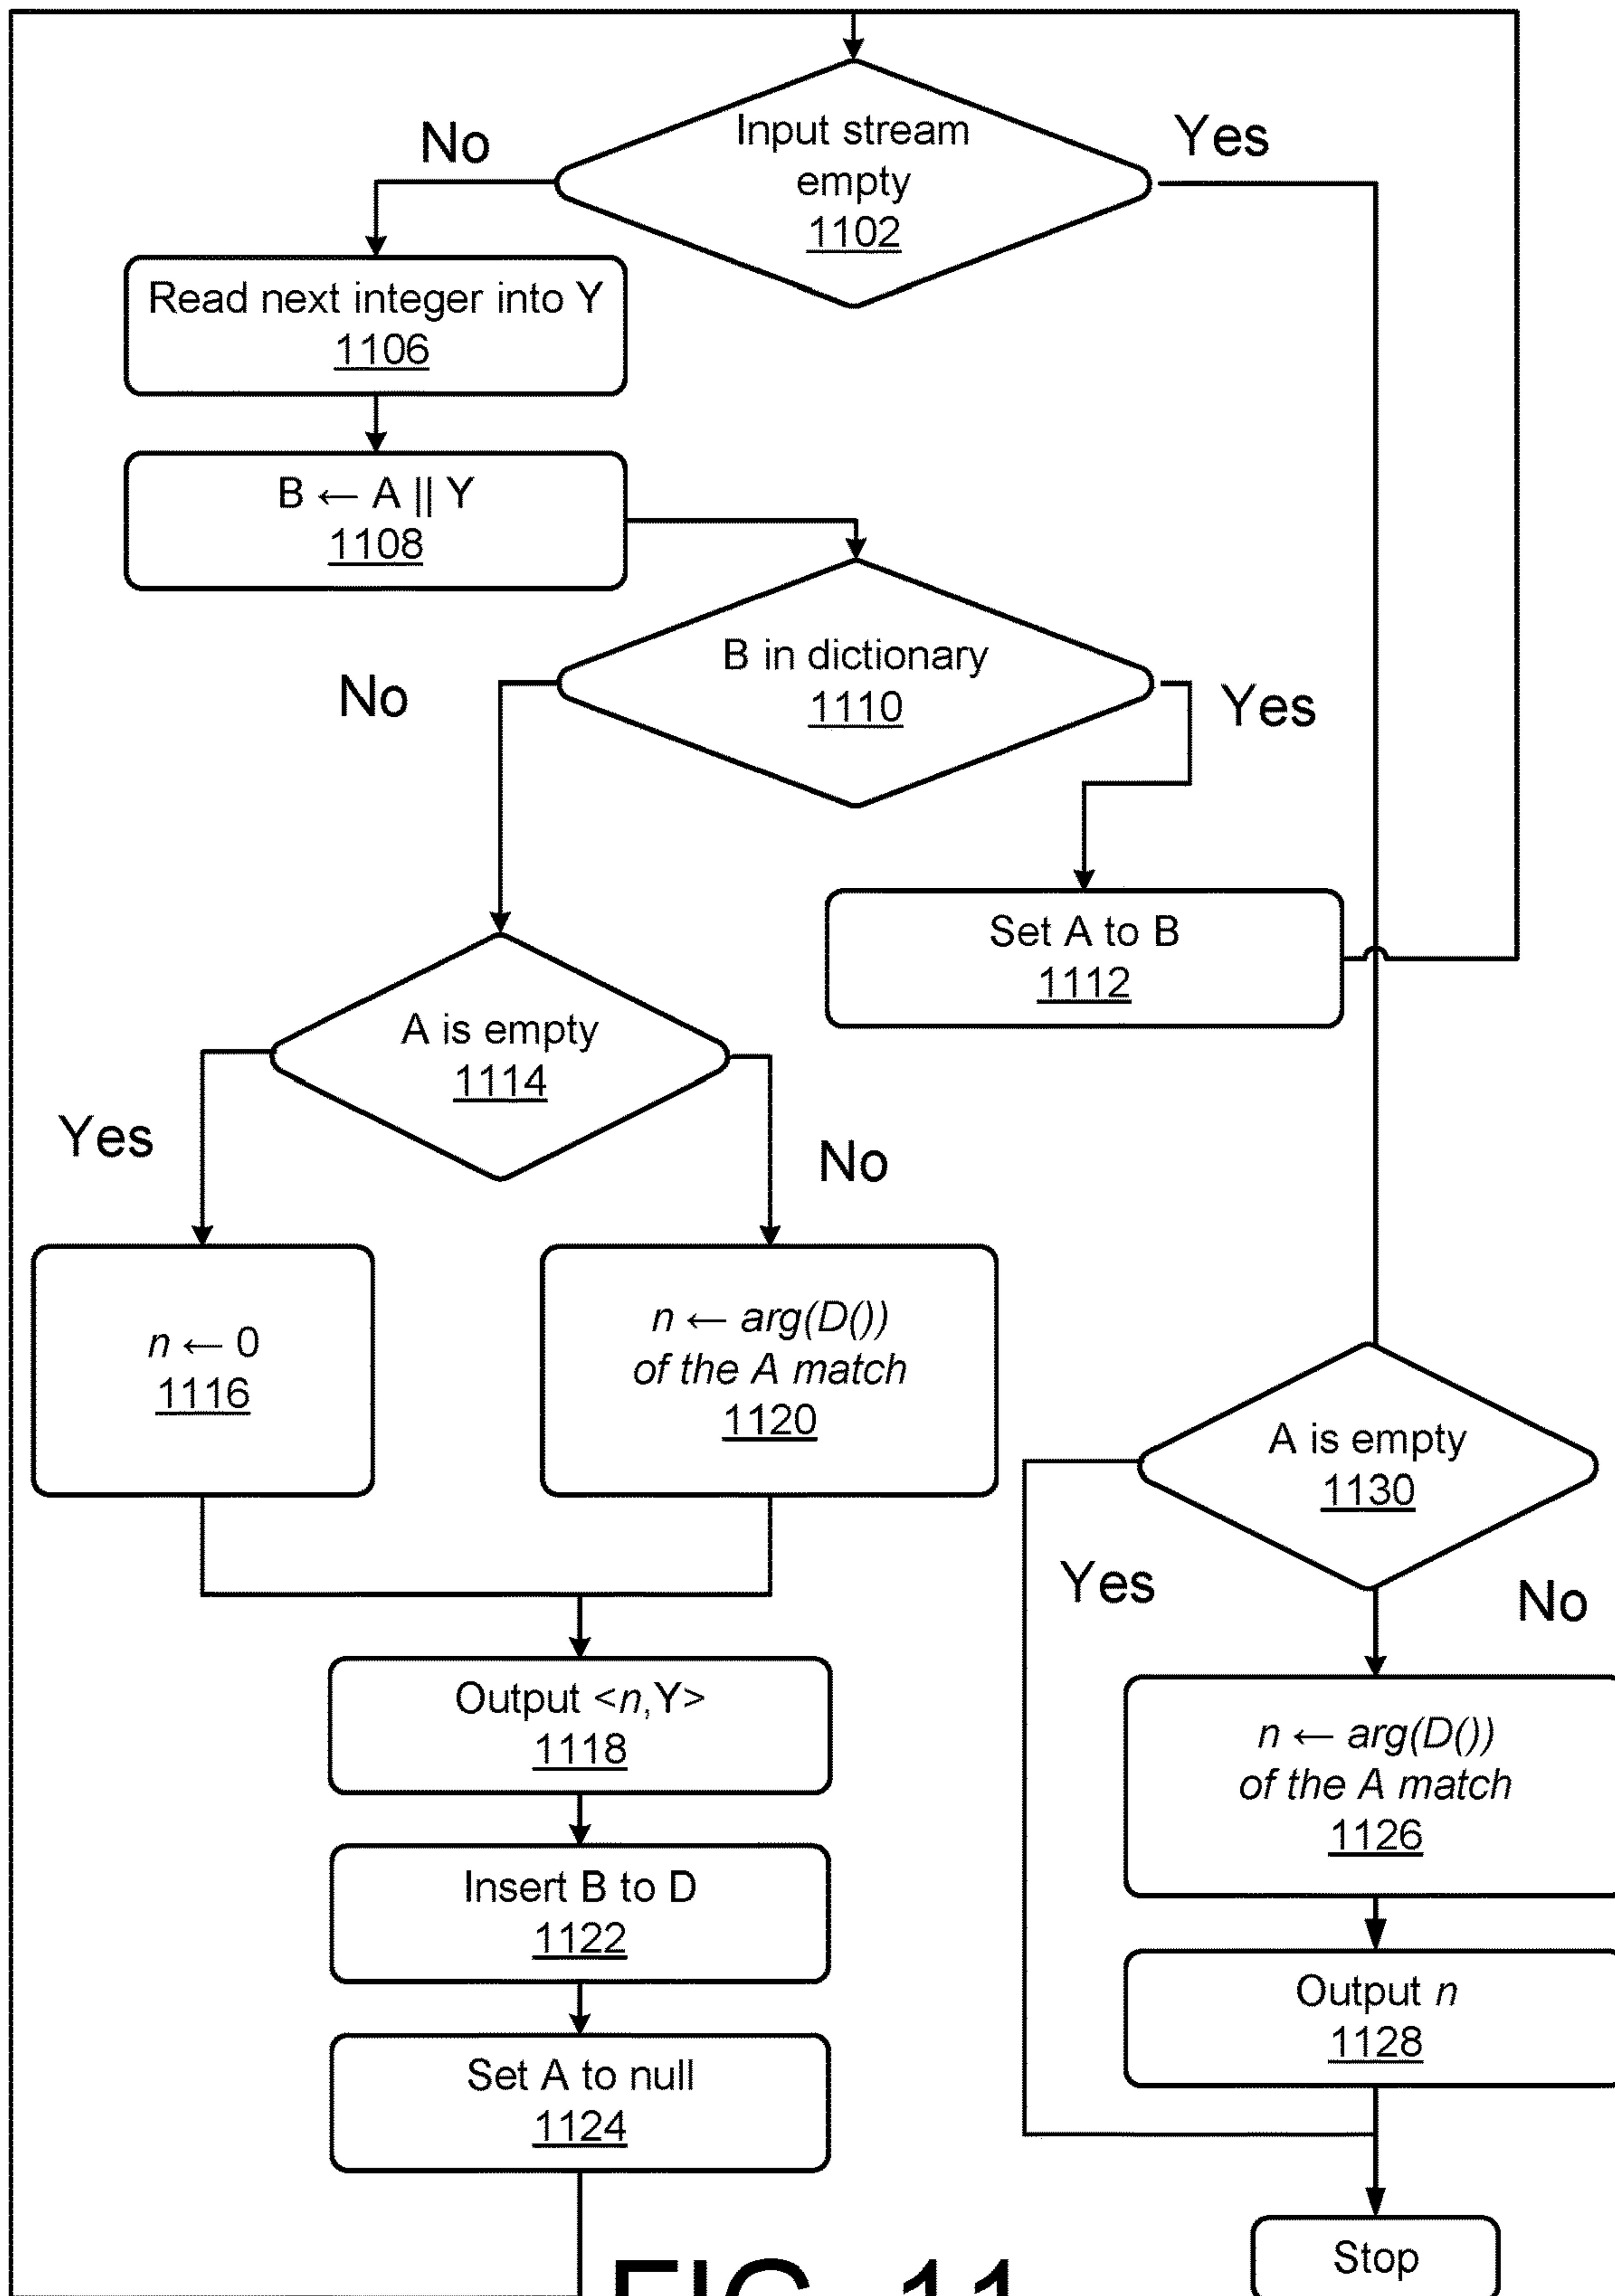 No
Input stream
empty
1102
Yes
Read next integer into Y
1106
B ← A || Y
1108
B in dictionary
1110
No
Yes
Set A to B
1112
A is empty
1114
Yes
No
n ← 0
1116
n ← arg(D())
of the A match
1120
A is empty
1130
Yes
No
Output <n,Y>
1118
n ← arg(D())
of the A match
1126
Insert B to D
1122
Output n
1128
Set A to null
1124
Stop
FIG. 11